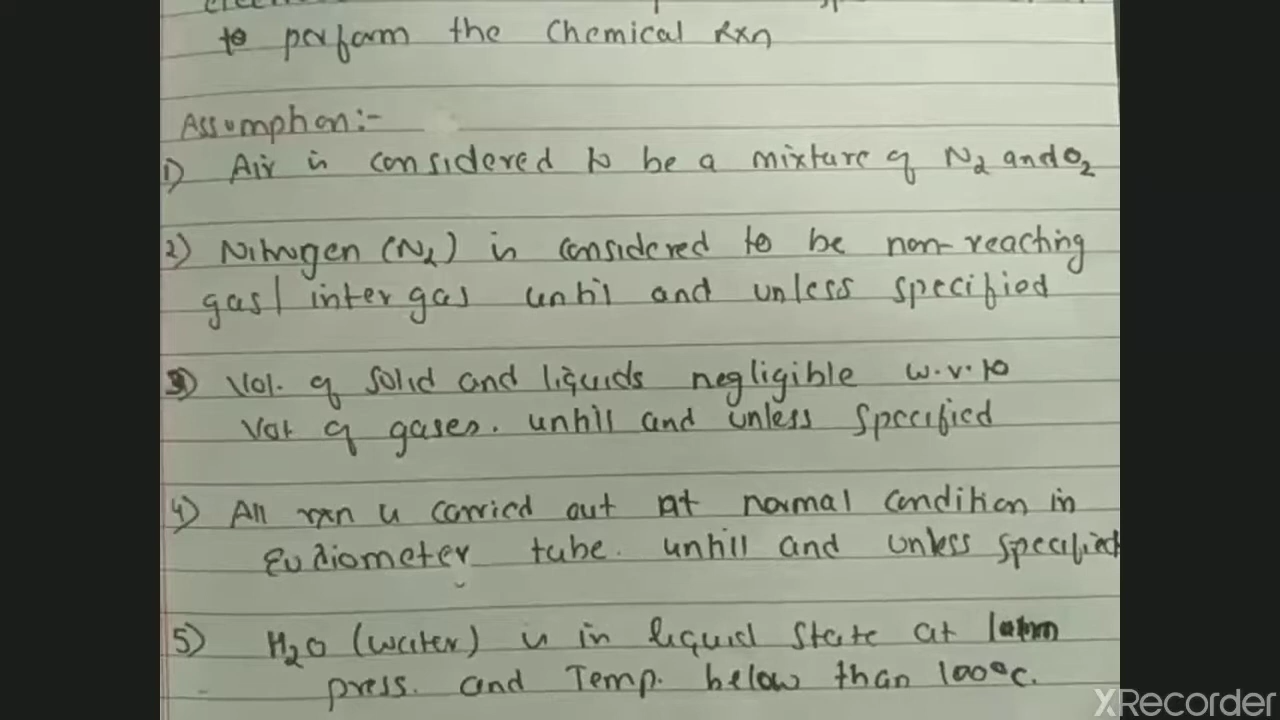 to perform the Chemical Rxn
Assumption:-
1) Air is considered to be a mixture of N₂ and O₂
2) Nitrogen (N₂) is considered to be non-reacting
gas/ inter gas until and unless specified
3) Vol. of solid and liquids negligible w.r.to
Vol of gases. untill and unless specified
4) All rxn is carried out At normal condition in
Eudiometer tube. untill and unless specified
5) H₂O (water) is in liquid state at 1atm
press. and Temp. below than 100°c.
XRecorder